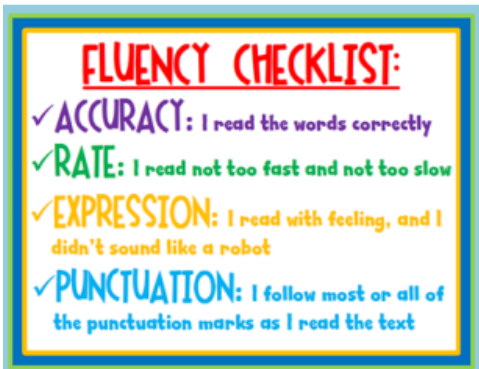 FLUENCY CHECKLIST:
✓ACCURACY: I read the words correctly
✓RATE: I read not too fast and not too slow
✓EXPRESSION: I read with feeling, and I
didn't sound like a robot
✓PUNCTUATION: I follow most or all of
the punctuation marks as I read the text